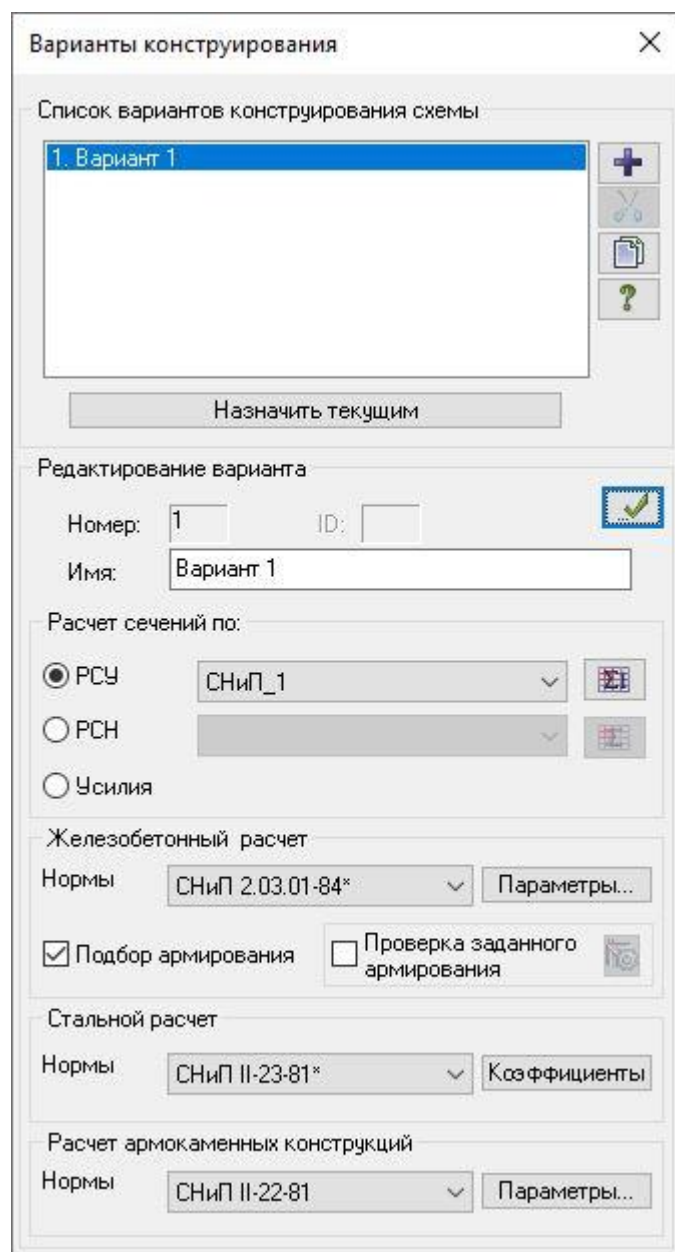 Варианты конструирования
Список вариантов конструирования схемы
1. Вариант 1
Назначить текущим
Редактирование варианта
Номер: 1 ID:
Имя: Вариант 1
Расчет сечений по:
РСУ СНиП_1
РСН
Усилия
Железобетонный расчет
Нормы СНиП 2.03.01-84* Параметры...
Подбор армирования Проверка заданного
армирования
Стальной расчет
Нормы СНиП II-23-81* Коэффициенты
Расчет армокаменных конструкций
Нормы СНиП II-22-81 Параметры...